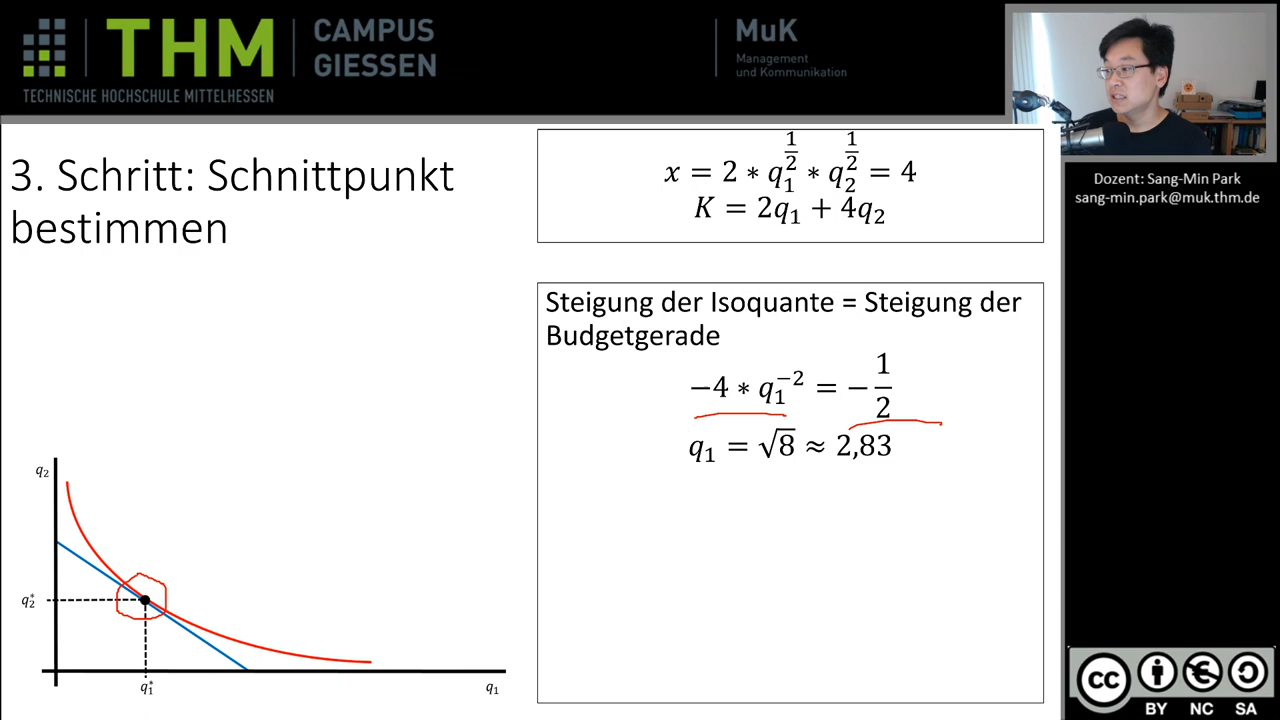 THM
CAMPUS
GIESSEN
TECHNISCHE HOCHSCHULE MITTELHESSEN
MuK
Management
und Kommunikation
Dozent: Sang-Min Park
sang-min.park@muk.thm.de
3. Schritt: Schnittpunkt
bestimmen
x = 2 ∗ q₁^(1/2) ∗ q₂^(1/2) = 4
K = 2q₁ + 4q₂
Steigung der Isoquante = Steigung der
Budgetgerade
−4 ∗ q₁⁻² = −1/2
q₁ = √8 ≈ 2,83
q₂
q₂*
q₁*
q₁
cc
BY NC SA